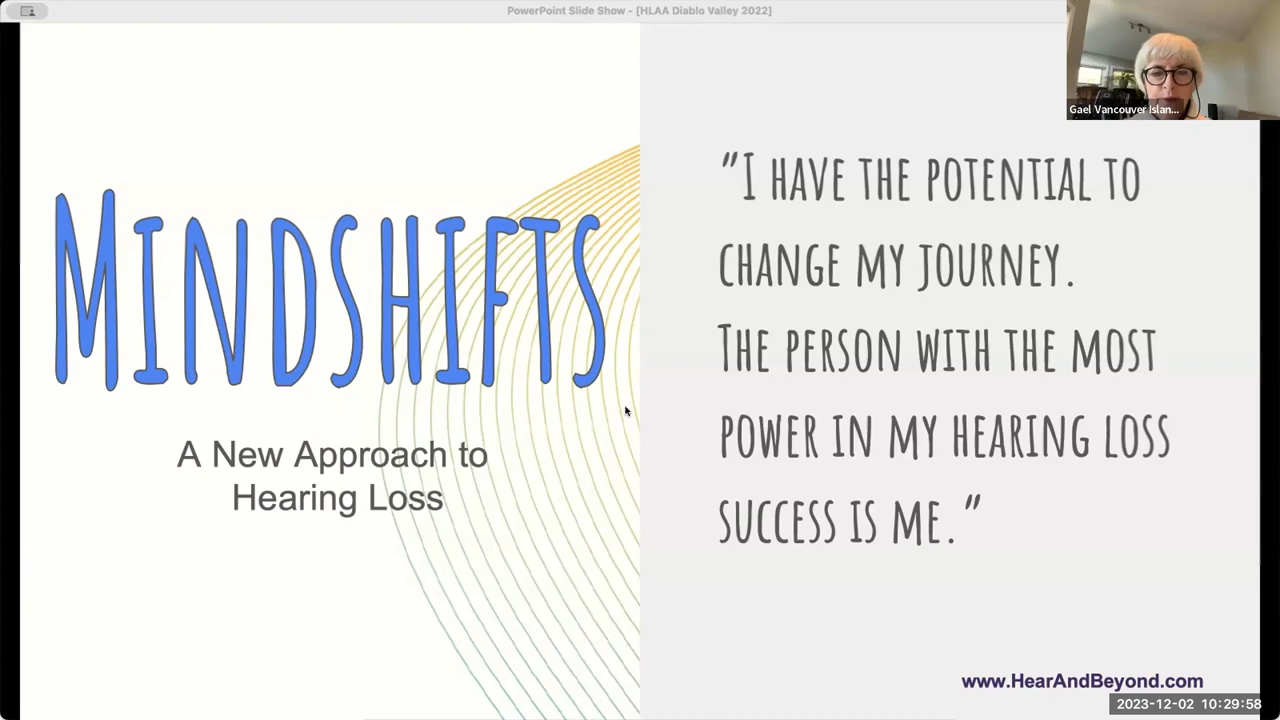 PowerPoint Slide Show - [HLAA Diablo Valley 2022]
Gael Vancouver Islan...
MINDSHIFTS
A New Approach to
Hearing Loss
"I HAVE THE POTENTIAL TO
CHANGE MY JOURNEY.
THE PERSON WITH THE MOST
POWER IN MY HEARING LOSS
SUCCESS IS ME."
www.HearAndBeyond.com
2023-12-02 10:29:58